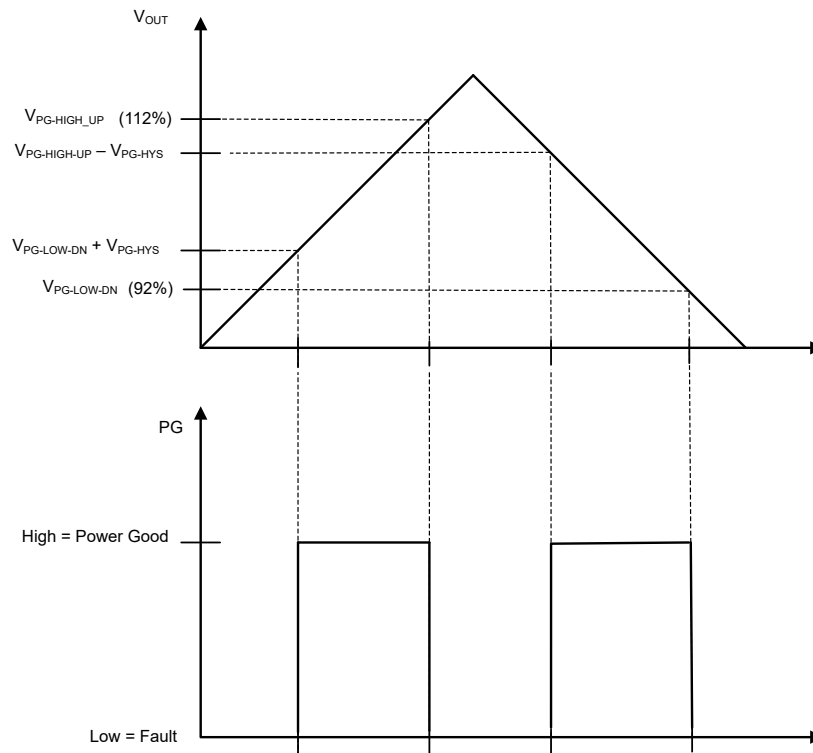 VOUT
VPG-HIGH_UP (112%)
VPG-HIGH-UP – VPG-HYS
VPG-LOW-DN + VPG-HYS
VPG-LOW-DN (92%)
PG
High = Power Good
Low = Fault